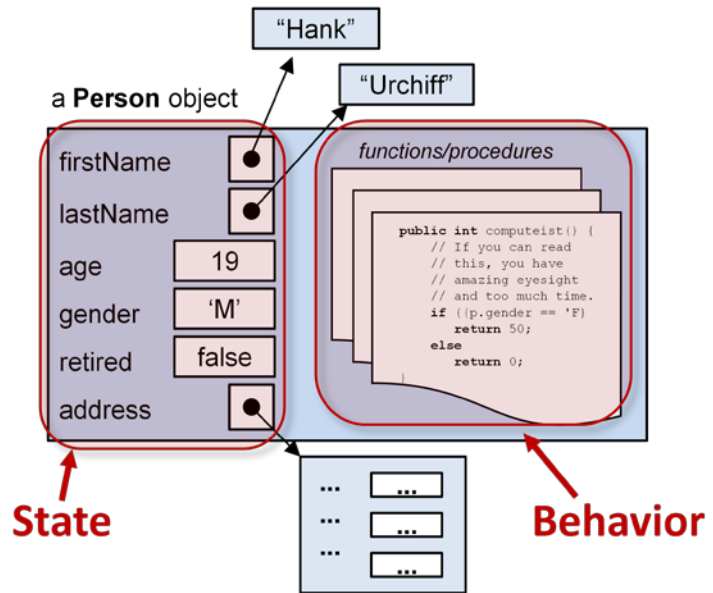 “Hank”
“Urchiff”
a Person object
firstName
lastName
age 19
gender ‘M’
retired false
address
functions/procedures
public int computeist() {
// If you can read
// this, you have
// amazing eyesight
// and too much time.
if ((p.gender == 'F)
return 50;
else
return 0;
}
... ...
... ...
... ...
State
Behavior